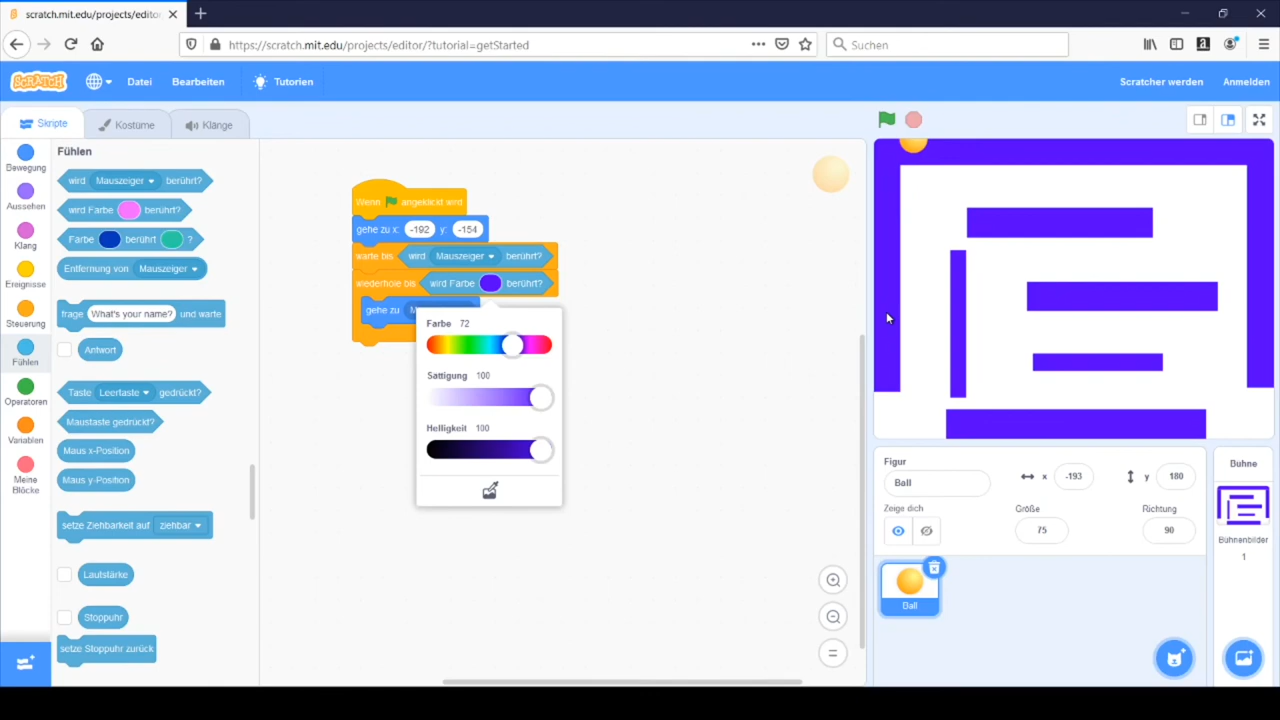 scratch.mit.edu/projects/editor
https://scratch.mit.edu/projects/editor/?tutorial=getStarted
Suchen
SCRATCH
Datei
Bearbeiten
Tutorien
Scratcher werden
Anmelden
Skripte
Kostüme
Klänge
Bewegung
Aussehen
Klang
Ereignisse
Steuerung
Fühlen
Operatoren
Variablen
Meine
Blöcke
Fühlen
wird Mauszeiger berührt?
wird Farbe berührt?
Farbe berührt ?
Entfernung von Mauszeiger
frage What's your name? und warte
Antwort
Taste Leertaste gedrückt?
Maustaste gedrückt?
Maus x-Position
Maus y-Position
setze Ziehbarkeit auf ziehbar
Lautstärke
Stoppuhr
setze Stoppuhr zurück
Wenn angeklickt wird
gehe zu x: -192 y: -154
warte bis wird Mauszeiger berührt?
wiederhole bis wird Farbe berührt?
gehe zu
Farbe 72
Sättigung 100
Helligkeit 100
Figur
Ball
x -193
y 180
Zeige dich
Größe
75
Richtung
90
Ball
Bühne
Bühnenbilder
1